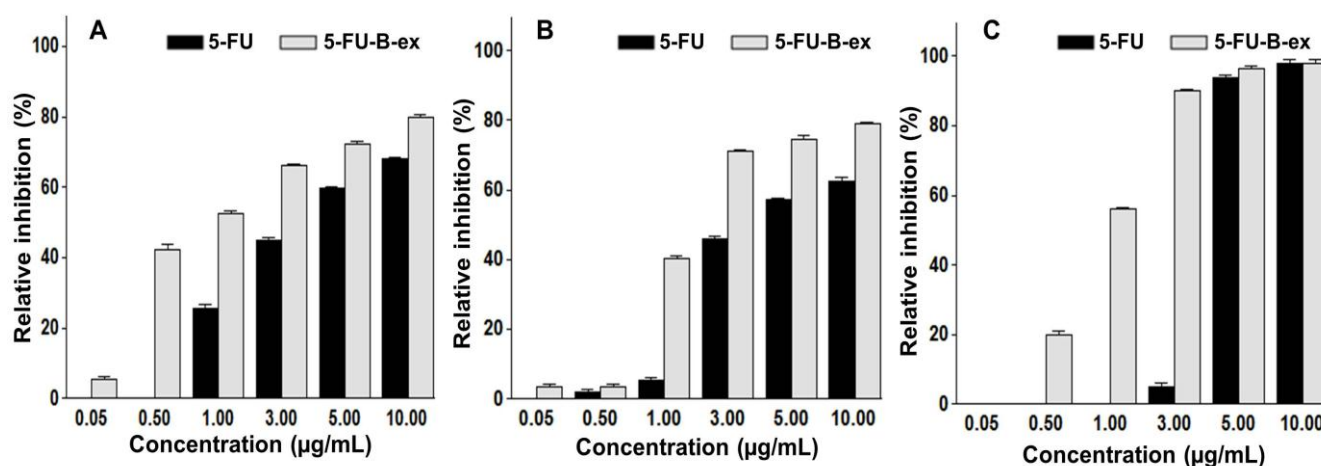 A
5-FU 5-FU-B-ex
Relative inhibition (%)
100
80
60
40
20
0
0.05 0.50 1.00 3.00 5.00 10.00
Concentration (µg/mL)
B
5-FU 5-FU-B-ex
Relative inhibition (%)
100
80
60
40
20
0
0.05 0.50 1.00 3.00 5.00 10.00
Concentration (µg/mL)
C
5-FU 5-FU-B-ex
Relative inhibition (%)
100
80
60
40
20
0
0.05 0.50 1.00 3.00 5.00 10.00
Concentration (µg/mL)